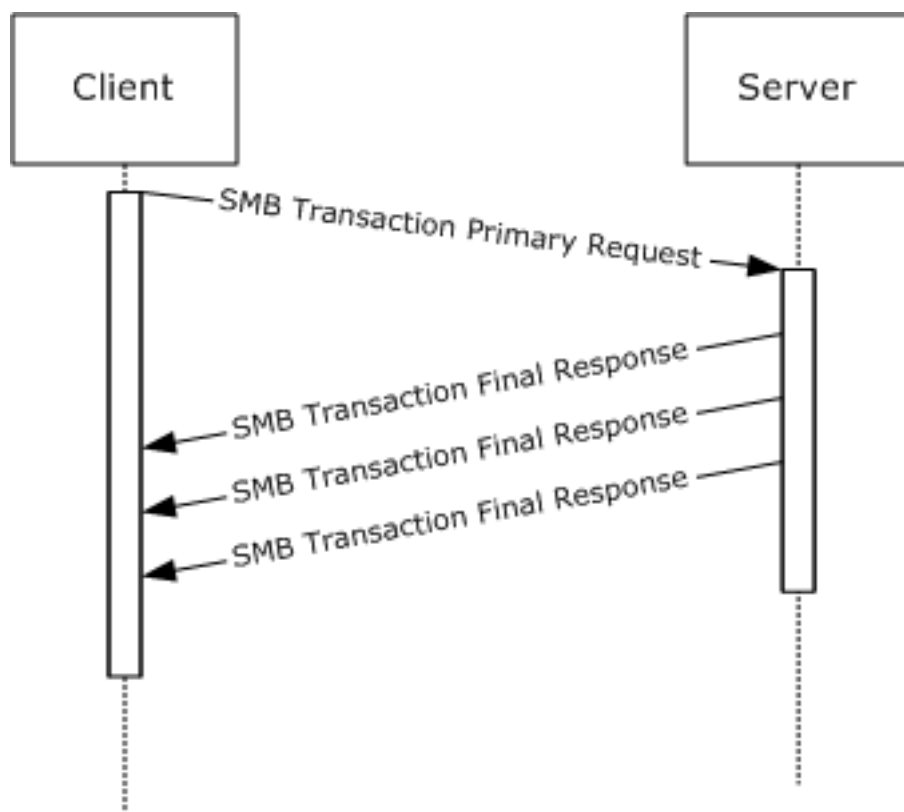 Client
Server
SMB Transaction Primary Request
SMB Transaction Final Response
SMB Transaction Final Response
SMB Transaction Final Response